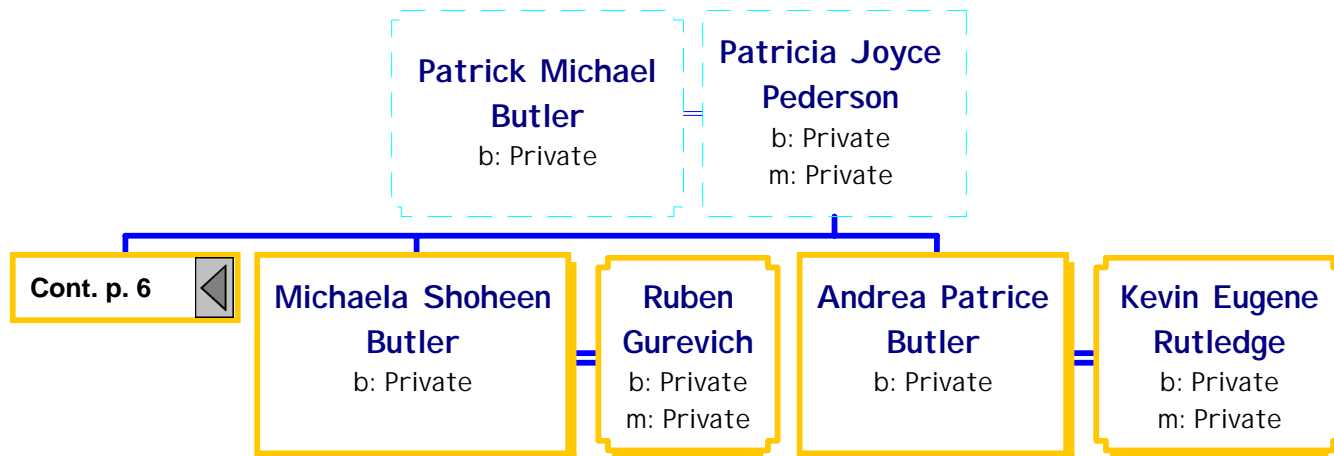 Patrick Michael
Butler
b: Private
Patricia Joyce
Pederson
b: Private
m: Private
Cont. p. 6
Michaela Shoheen
Butler
b: Private
Ruben
Gurevich
b: Private
m: Private
Andrea Patrice
Butler
b: Private
Kevin Eugene
Rutledge
b: Private
m: Private